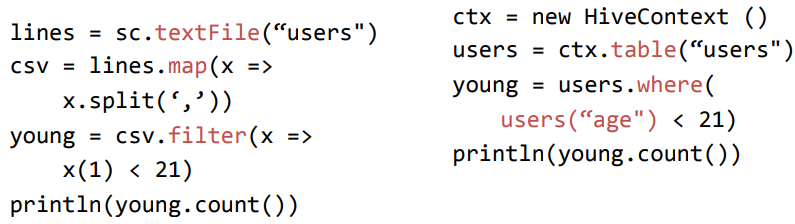 lines = sc.textFile(“users")
csv = lines.map(x =>
    x.split(‘,’))
young = csv.filter(x =>
    x(1) < 21)
println(young.count())
ctx = new HiveContext ()
users = ctx.table(“users")
young = users.where(
    users(“age") < 21)
println(young.count())